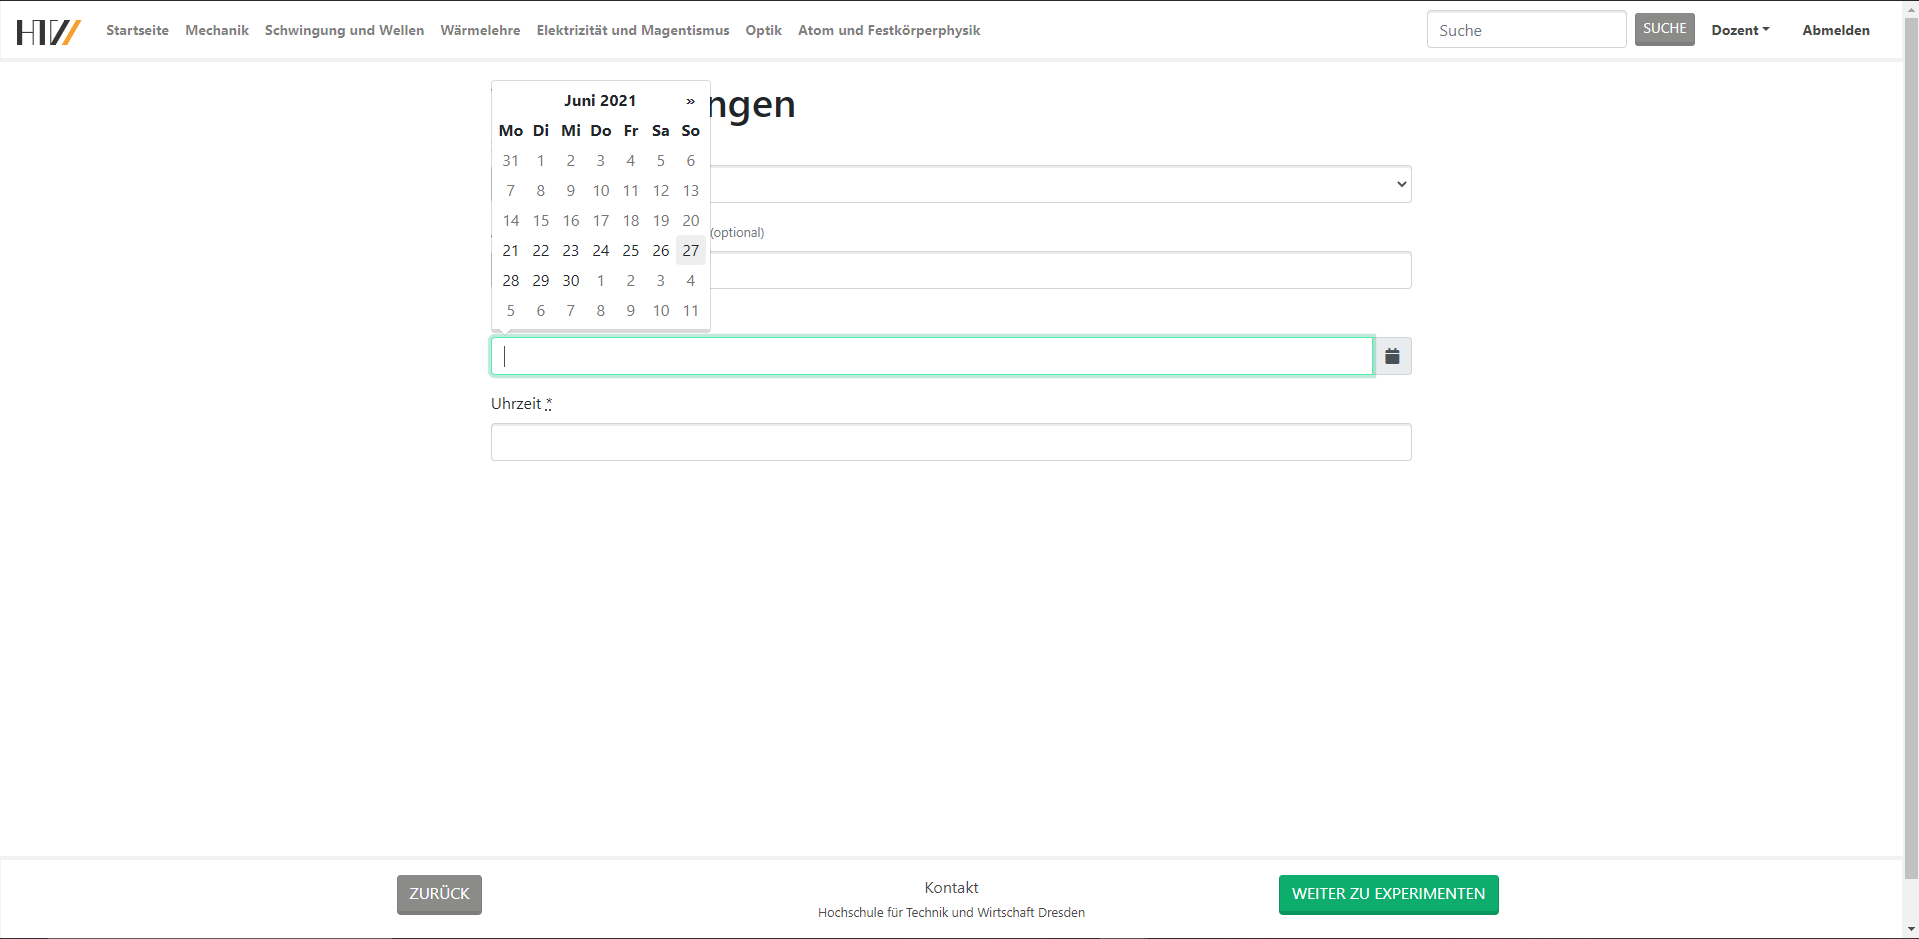 HTW Startseite Mechanik Schwingung und Wellen Wärmelehre Elektrizität und Magentismus Optik Atom und Festkörperphysik Suche SUCHE Dozent Abmelden
ngen
Juni 2021 »
Mo Di Mi Do Fr Sa So
31 1 2 3 4 5 6
7 8 9 10 11 12 13
14 15 16 17 18 19 20
21 22 23 24 25 26 27
28 29 30 1 2 3 4
5 6 7 8 9 10 11
(optional)
Uhrzeit *
ZURÜCK
Kontakt
Hochschule für Technik und Wirtschaft Dresden
WEITER ZU EXPERIMENTEN